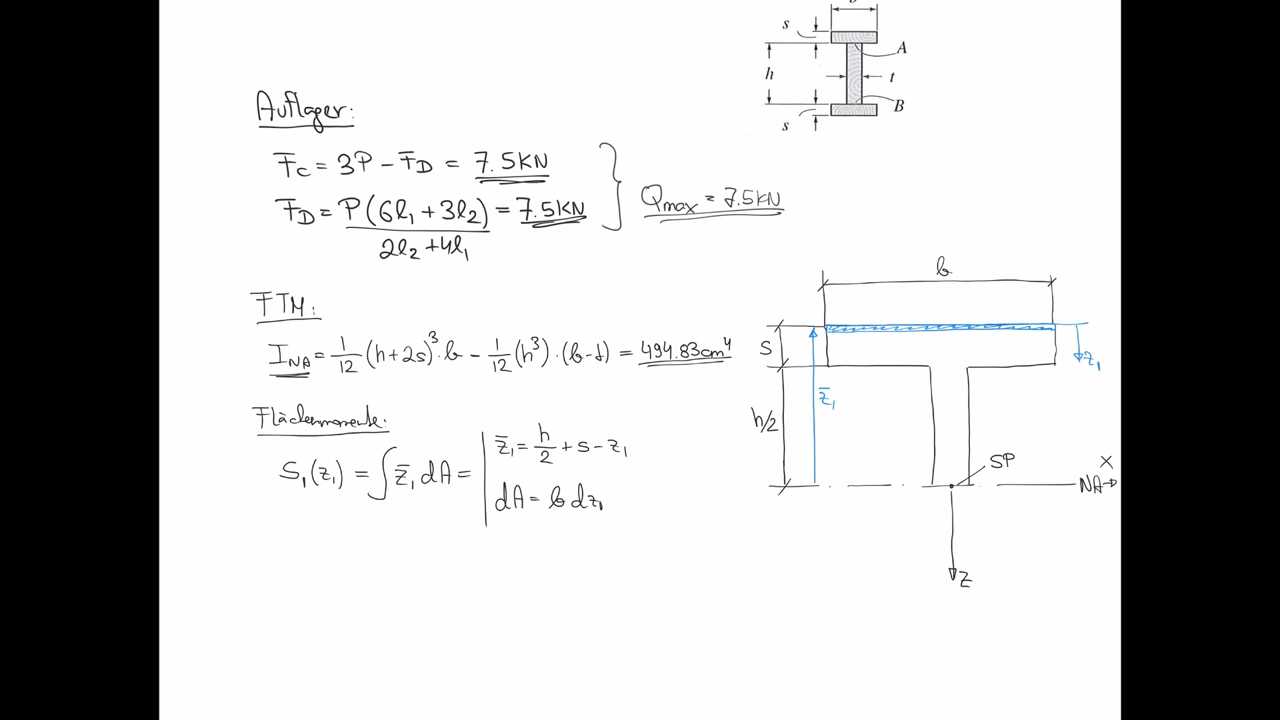 s
A
h
t
B
s
Auflager:
F_C = 3P - F_D = 7.5KN
F_D = P(6l₁ + 3l₂) / (2l₂ + 4l₁) = 7.5KN
Q_max = 7.5KN
FTM:
I_NA = 1/12 (h+2s)³·b - 1/12 (h³)·(b-t) = 494.83cm⁴
Flächenmomente:
S₁(z₁) = ∫ z̄₁ dA =
z̄₁ = h/2 + s - z₁
dA = b dz₁
b
s
z₁
z̄₁
h/2
SP
x
NA
z